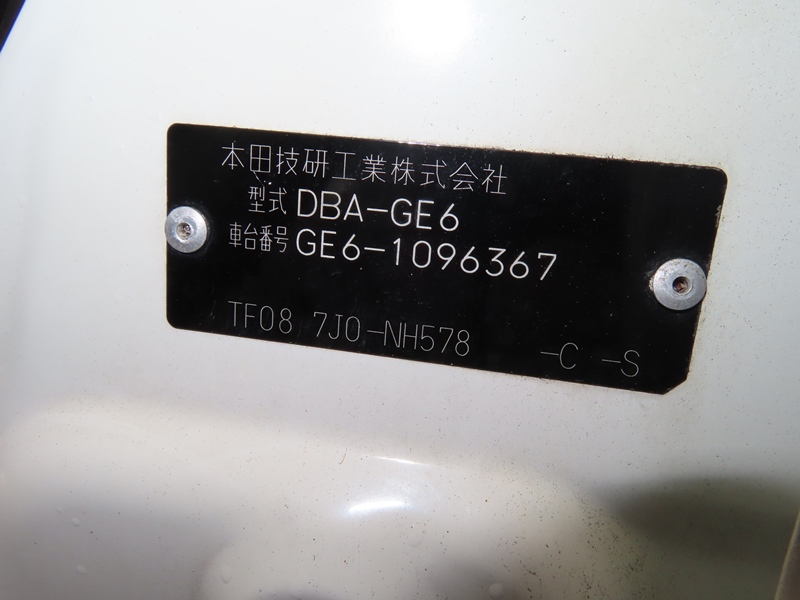 本田技研工業株式会社
型式 DBA-GE6
車台番号 GE6-1096367
TF08 7J0-NH578 -C -S